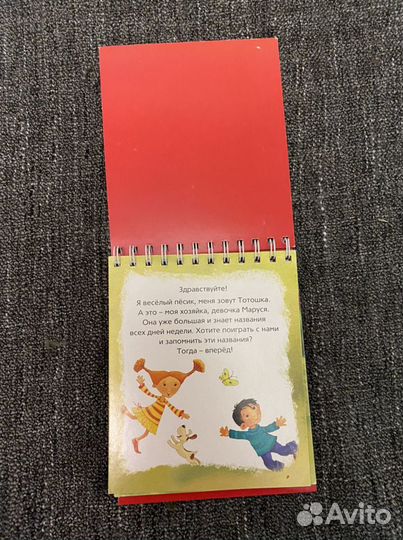 Здравствуйте!
Я весёлый пёсик, меня зовут Тотошка.
А это – моя хозяйка, девочка Маруся.
Она уже большая и знает названия
всех дней недели. Хотите поиграть с нами
и запомнить эти названия?
Тогда – вперёд!
Avito